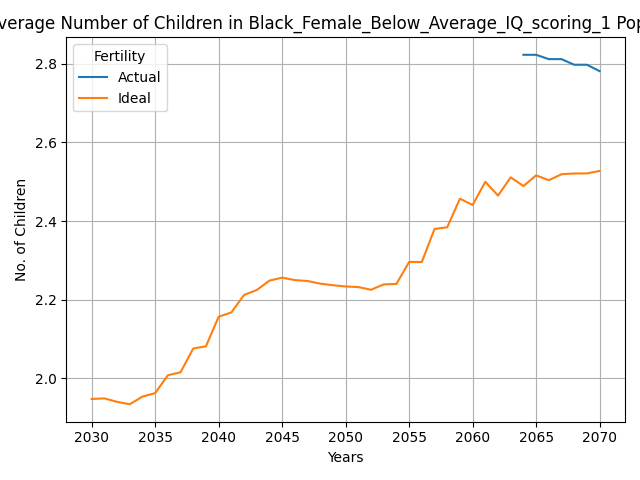 verage Number of Children in Black_Female_Below_Average_IQ_scoring_1 Pop
Fertility
Actual
Ideal
2.8
2.6
2.4
2.2
2.0
No. of Children
2030 2035 2040 2045 2050 2055 2060 2065 2070
Years